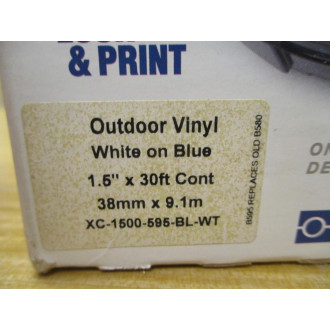 & PRINT
Outdoor Vinyl
White on Blue
1.5" x 30ft Cont
38mm x 9.1m
XC-1500-595-BL-WT
B595 REPLACES OLD B580